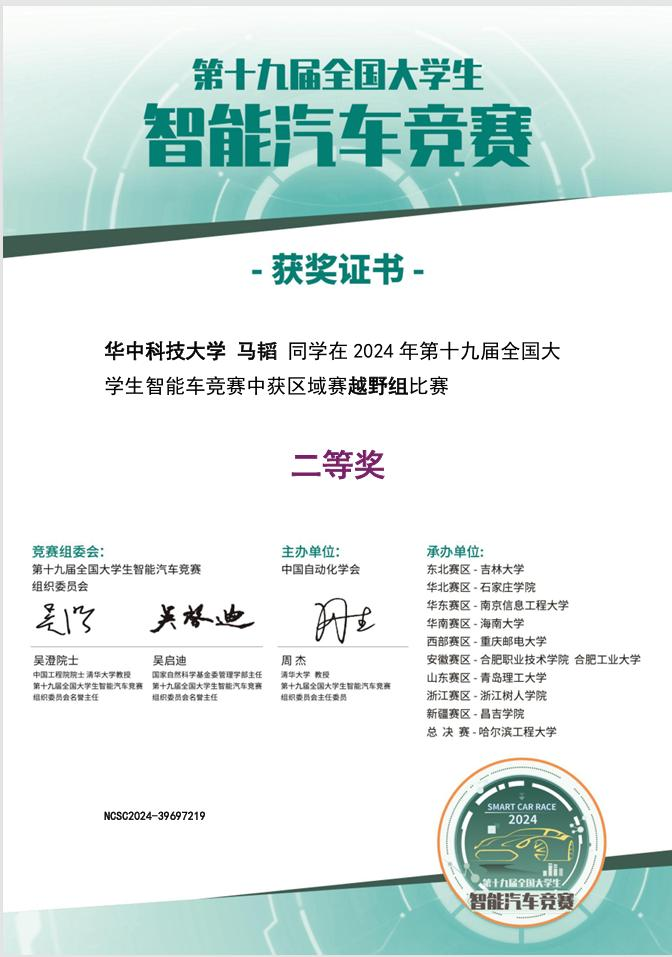 第十九届全国大学生
智能汽车竞赛
- 获奖证书 -
华中科技大学 马韬 同学在 2024 年第十九届全国大
学生智能车竞赛中获区域赛越野组比赛
二等奖
竞赛组委会：
第十九届全国大学生智能汽车竞赛
组织委员会
吴澄院士
中国工程院院士 清华大学教授
第十九届全国大学生智能汽车竞赛
组织委员会名誉主任
吴启迪
国家自然科学基金委管理学部主任
第十九届全国大学生智能汽车竞赛
组织委员会名誉主任
主办单位：
中国自动化学会
周 杰
清华大学 教授
第十九届全国大学生智能汽车竞赛
组织委员会主任委员
承办单位：
东北赛区 - 吉林大学
华北赛区 - 石家庄学院
华东赛区 - 南京信息工程大学
华南赛区 - 海南大学
西部赛区 - 重庆邮电大学
安徽赛区 - 合肥职业技术学院 合肥工业大学
山东赛区 - 青岛理工大学
浙江赛区 - 浙江树人学院
新疆赛区 - 昌吉学院
总 决 赛 - 哈尔滨工程大学
NCSC2024-39697219
SMART CAR RACE
2024
第十九届全国大学生
智能汽车竞赛